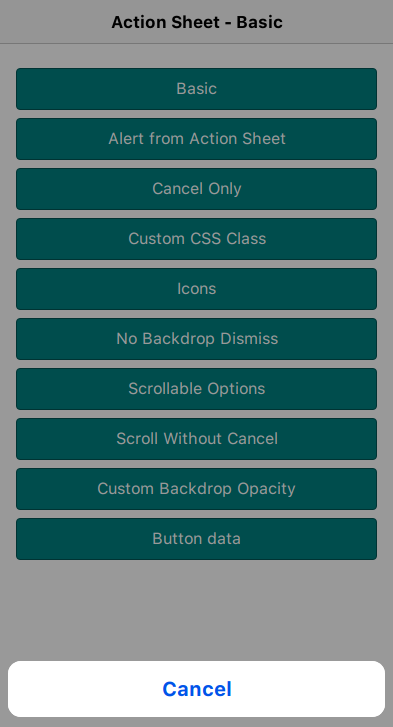 Action Sheet - Basic
Basic
Alert from Action Sheet
Cancel Only
Custom CSS Class
Icons
No Backdrop Dismiss
Scrollable Options
Scroll Without Cancel
Custom Backdrop Opacity
Button data
Cancel